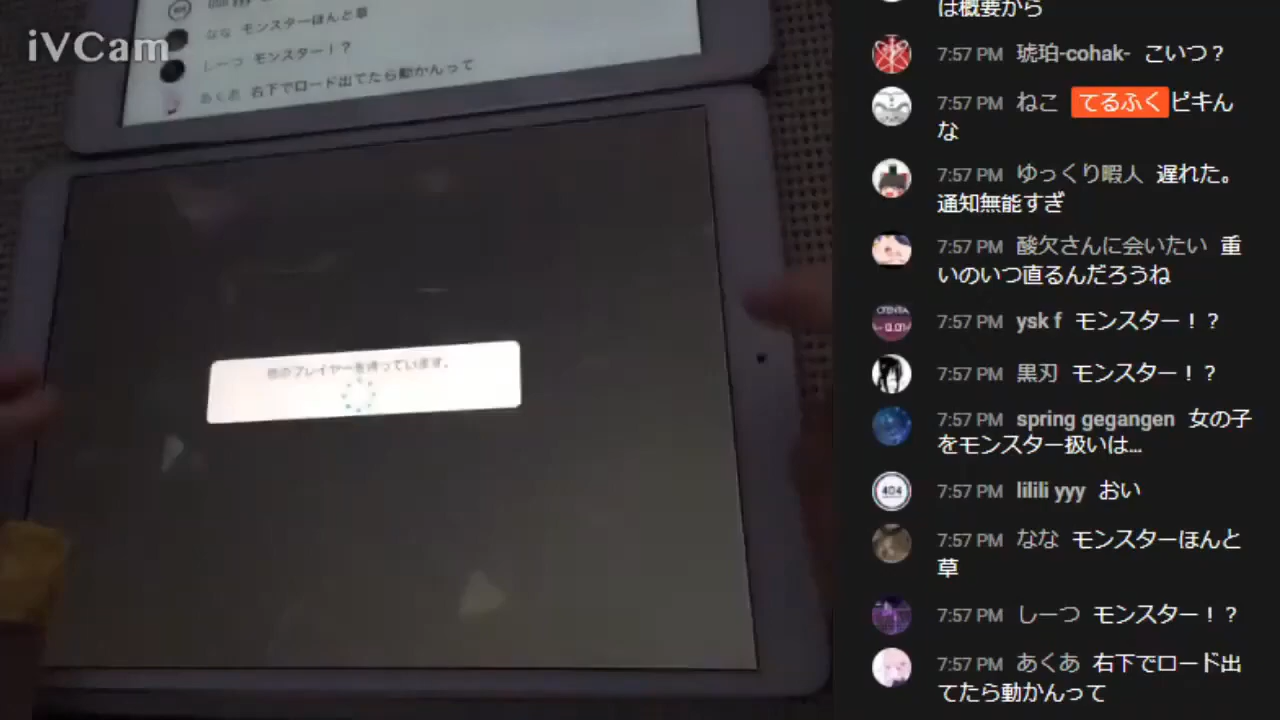 iVCam
なな モンスターほんと草
しーつ モンスター！？
あくあ 右下でロード出てたら動かんって
他のプレイヤーを待っています。
は概要から
7:57 PM 琥珀-cohak- こいつ？
7:57 PM ねこ てるふくピキん
な
7:57 PM ゆっくり暇人 遅れた。
通知無能すぎ
7:57 PM 酸欠さんに会いたい 重
いのいつ直るんだろうね
7:57 PM ysk f モンスター！？
7:57 PM 黒刃 モンスター！？
7:57 PM spring gegangen 女の子
をモンスター扱いは...
7:57 PM lilili yyy おい
7:57 PM なな モンスターほんと
草
7:57 PM しーつ モンスター！？
7:57 PM あくあ 右下でロード出
てたら動かんって
404